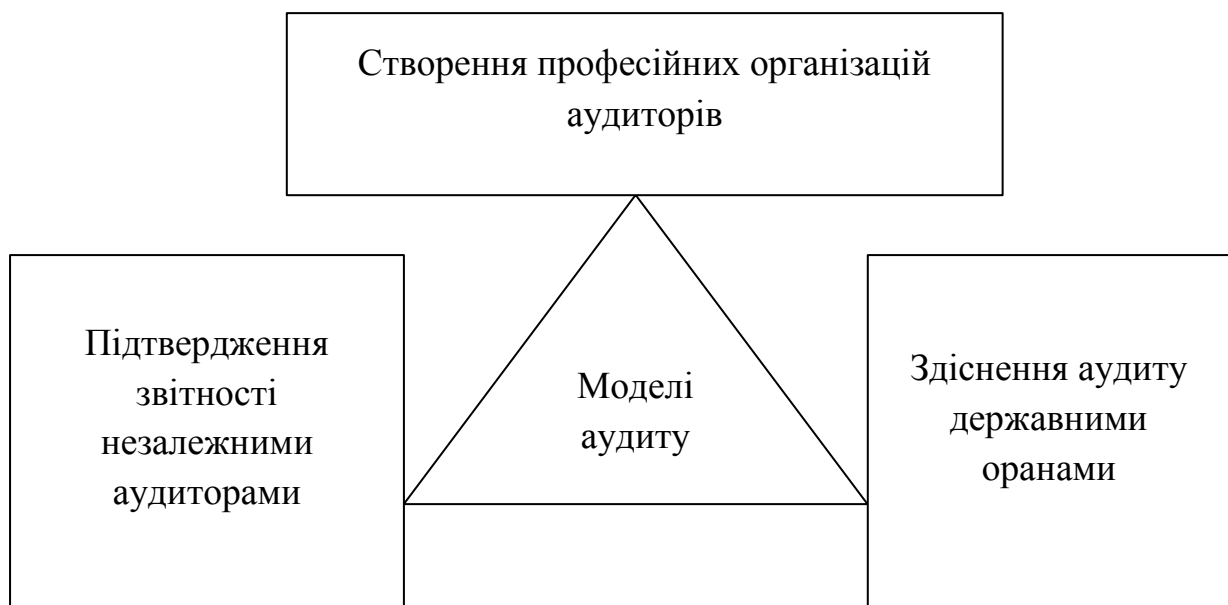 Створення професійних організацій
аудиторів
Підтвердження
звітності
незалежними
аудиторами
Моделі
аудиту
Здіснення аудиту
державними
оранами